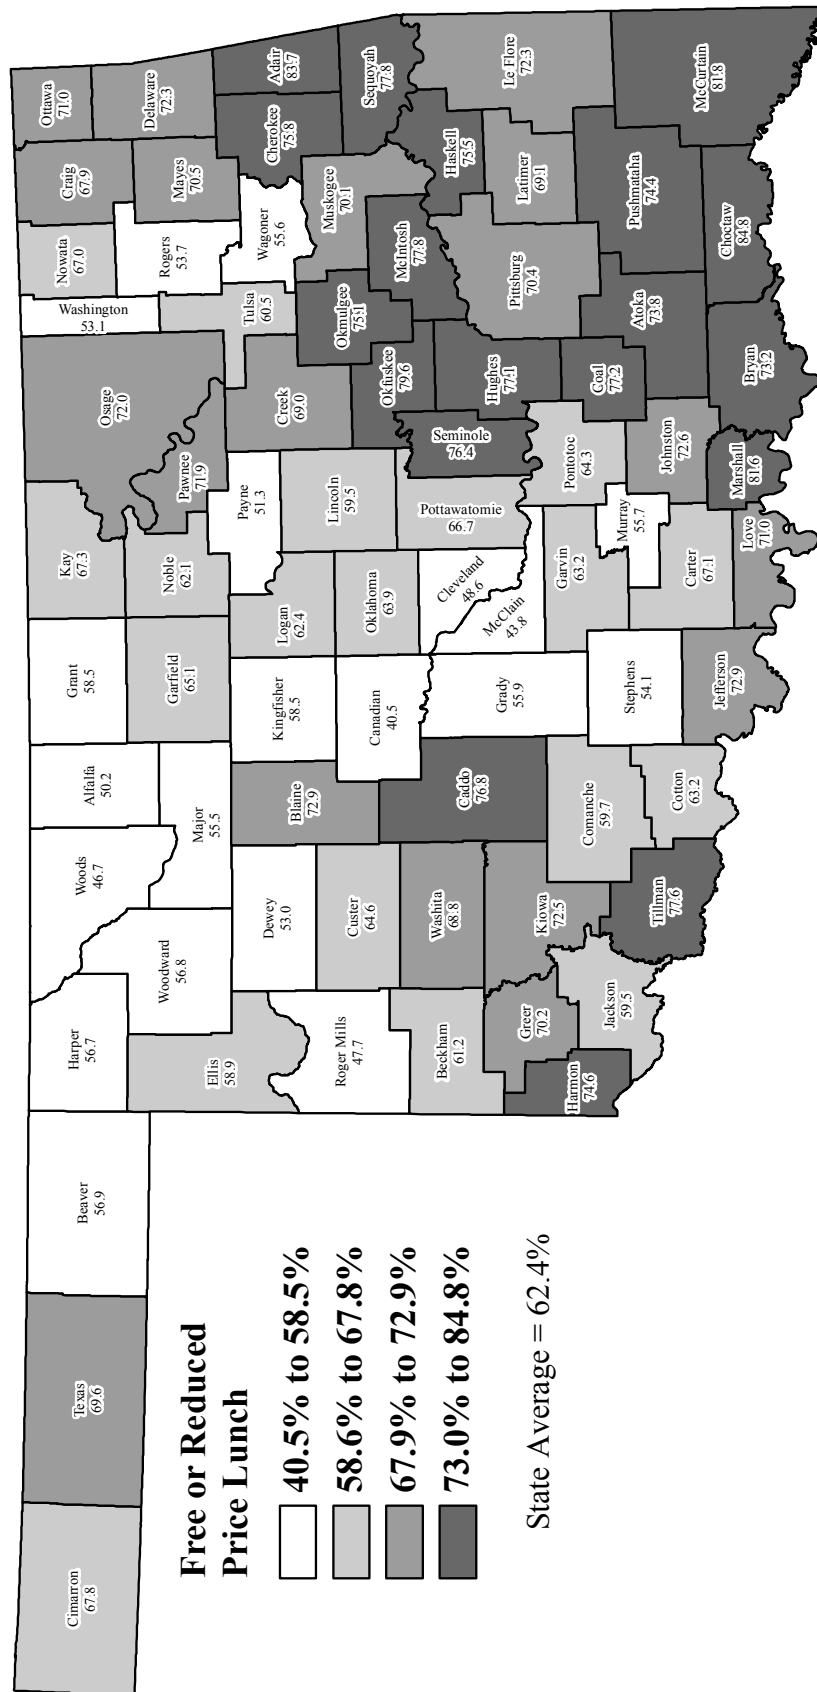 Cimarron
67.8
Texas
69.6
Beaver
56.9
Harper
56.7
Woods
46.7
Alfalfa
50.2
Grant
58.5
Kay
67.3
Osage
72.0
Washington
53.1
Nowata
67.0
Craig
67.9
Ottawa
71.0
Delaware
72.3
Mayes
70.5
Rogers
53.7
Tulsa
60.5
Pawnee
71.9
Noble
62.1
Garfield
65.1
Major
55.5
Woodward
56.8
Ellis
58.9
Dewey
53.0
Blaine
72.9
Kingfisher
58.5
Logan
62.4
Payne
51.3
Creek
69.0
Wagoner
55.6
Cherokee
75.8
Adair
83.7
Sequoyah
77.8
Muskogee
70.1
Okmulgee
75.1
Okfuskee
79.6
Lincoln
59.5
Oklahoma
63.9
Canadian
40.5
Custer
64.6
Roger Mills
47.7
Beckham
61.2
Washita
68.8
Caddo
76.8
Grady
55.9
McClain
43.8
Cleveland
48.6
Pottawatomie
66.7
Seminole
76.4
Hughes
77.1
McIntosh
77.8
Haskell
75.5
Le Flore
72.3
Latimer
69.1
Pittsburg
70.4
Coal
77.2
Pontotoc
64.3
Garvin
63.2
Stephens
54.1
Comanche
59.7
Kiowa
72.5
Greer
70.2
Harmon
74.6
Jackson
59.5
Tillman
77.6
Cotton
63.2
Jefferson
72.9
Carter
67.1
Murray
55.7
Johnston
72.6
Atoka
73.8
Pushmataha
74.4
McCurtain
81.8
Choctaw
84.8
Bryan
73.2
Marshall
81.6
Love
71.0
Free or Reduced
Price Lunch
40.5% to 58.5%
58.6% to 67.8%
67.9% to 72.9%
73.0% to 84.8%
State Average = 62.4%